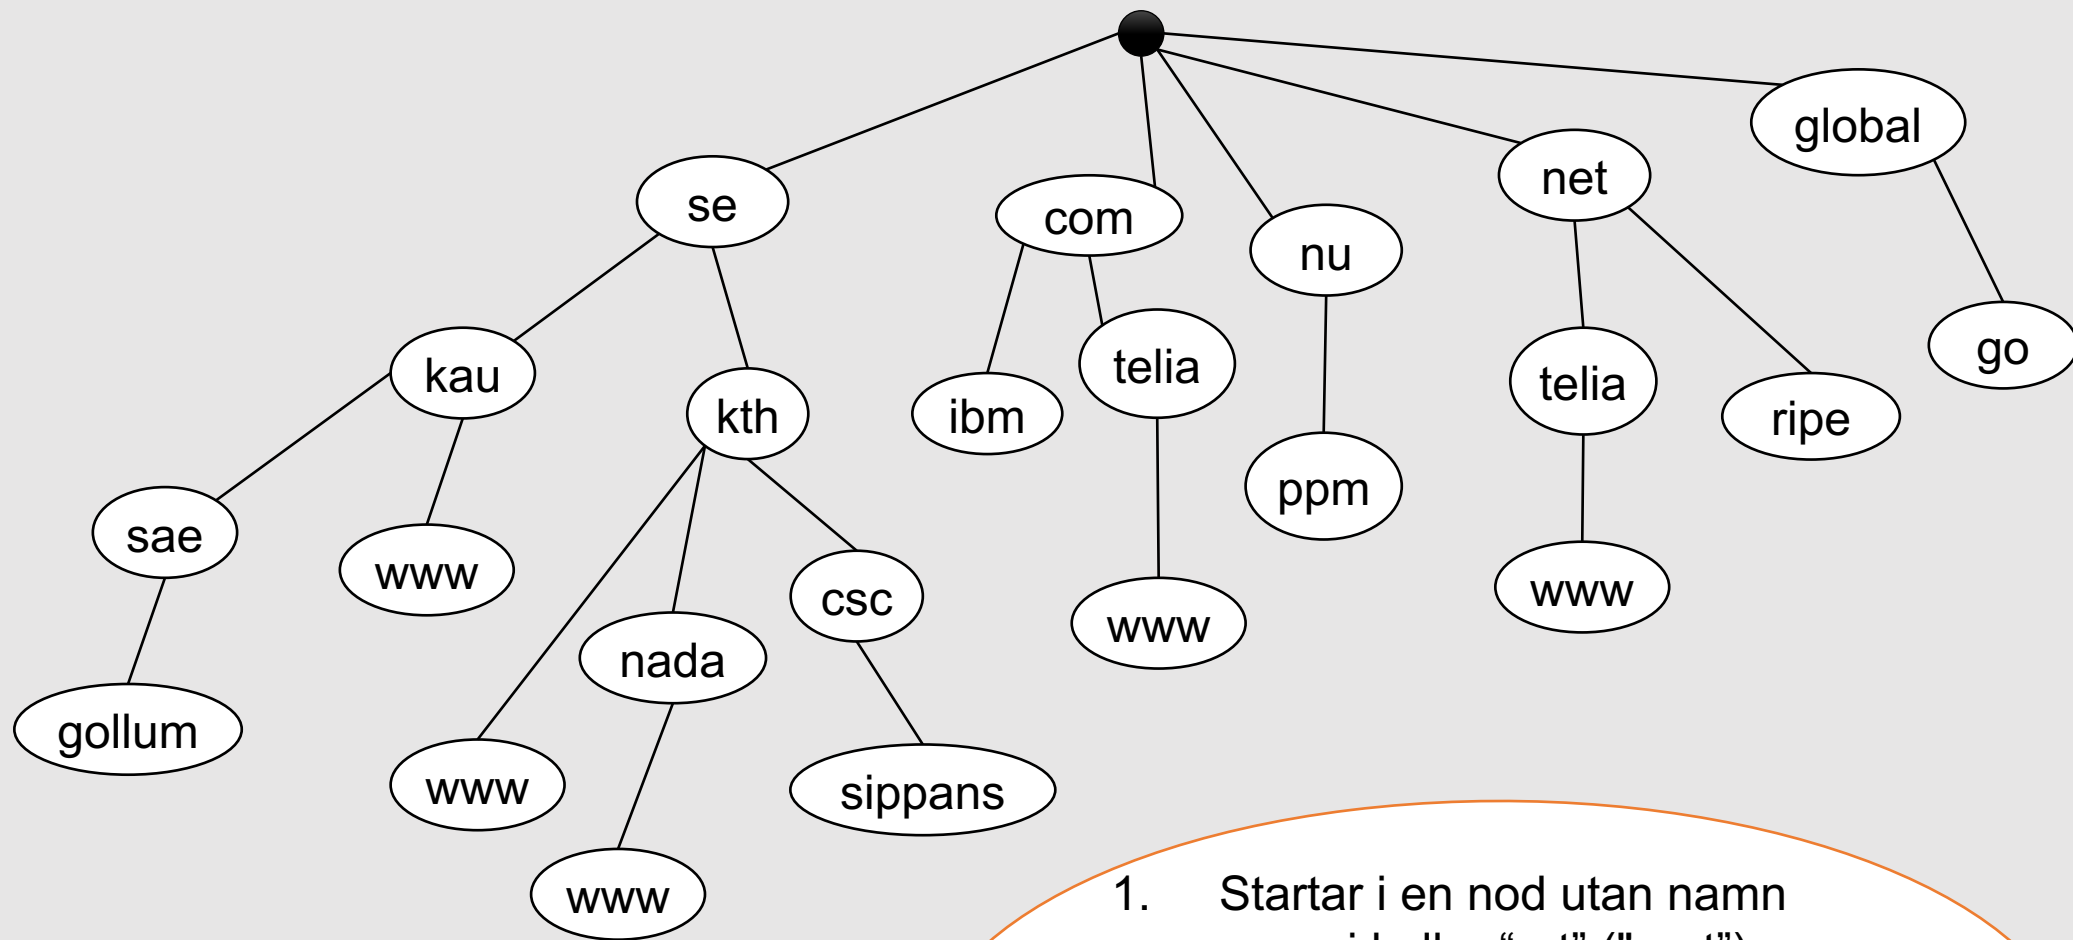 global
net
se
com
nu
go
telia
kau
telia
kth
ibm
ripe
ppm
sae
www
www
csc
www
nada
gollum
www
sippans
www
1. Startar i en nod utan namn